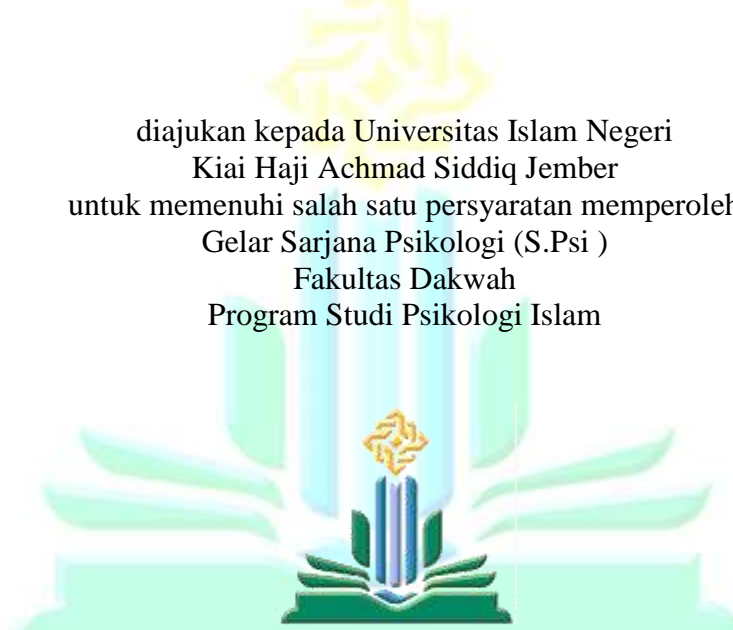 diajukan kepada Universitas Islam Negeri
Kiai Haji Achmad Siddiq Jember
untuk memenuhi salah satu persyaratan memperoleh
Gelar Sarjana Psikologi (S.Psi )
Fakultas Dakwah
Program Studi Psikologi Islam